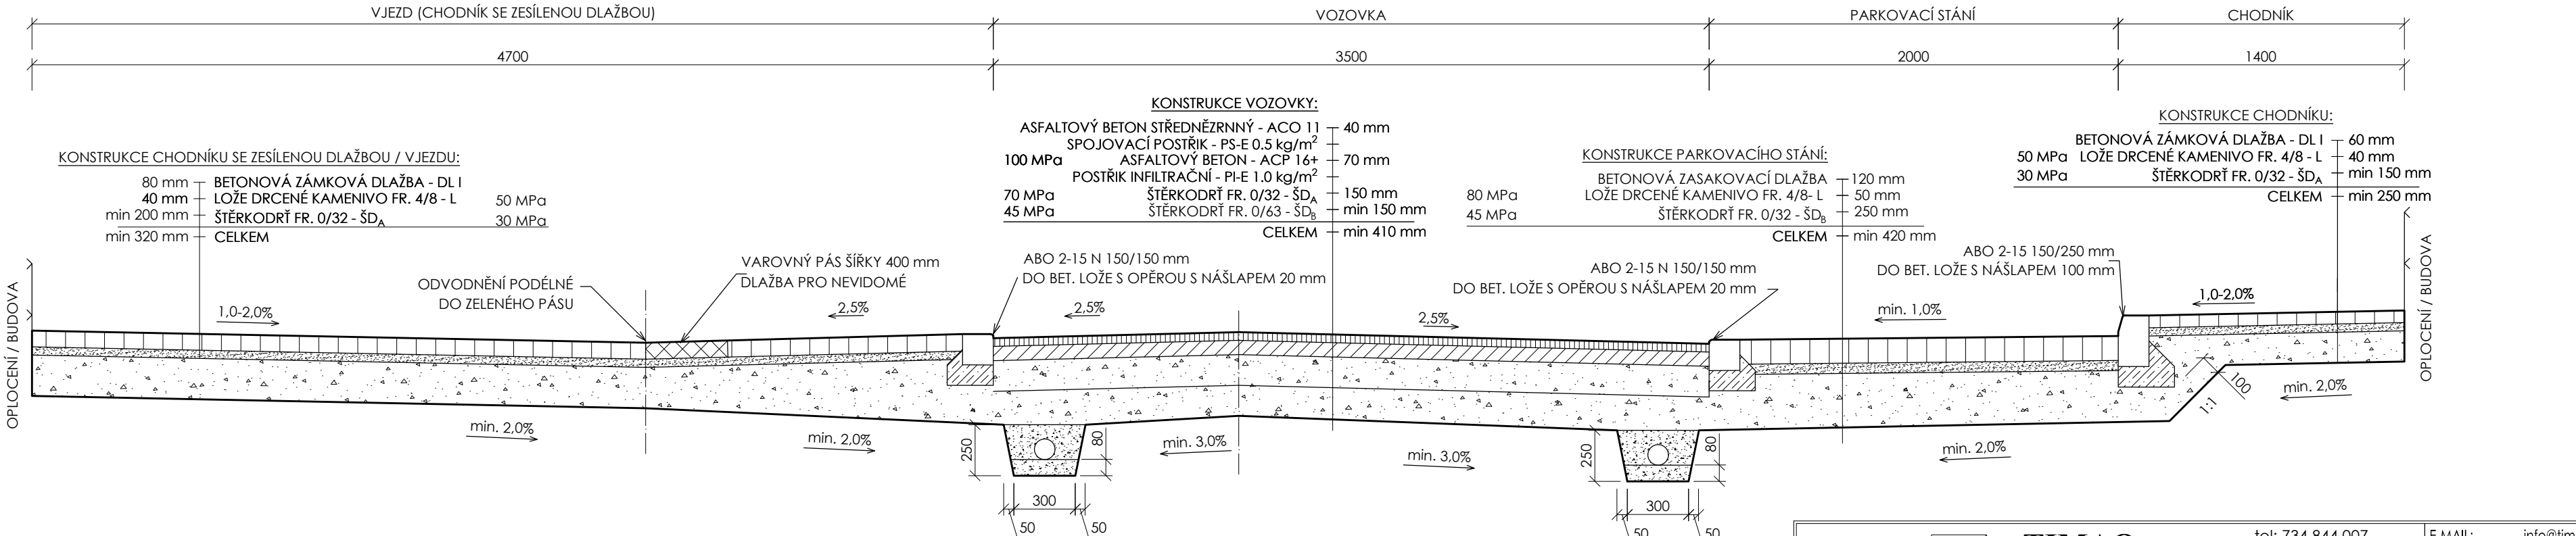 VJEZD (CHODNÍK SE ZESÍLENOU DLAŽBOU)
VOZOVKA
PARKOVACÍ STÁNÍ
CHODNÍK
4700
3500
2000
1400
KONSTRUKCE CHODNÍKU SE ZESÍLENOU DLAŽBOU / VJEZDU:
80 mm BETONOVÁ ZÁMKOVÁ DLAŽBA - DL I
40 mm LOŽE DRCENÉ KAMENIVO FR. 4/8 - L 50 MPa
min 200 mm ŠTĚRKODRŤ FR. 0/32 - ŠDA 30 MPa
min 320 mm CELKEM
KONSTRUKCE VOZOVKY:
ASFALTOVÝ BETON STŘEDNĚZRNNÝ - ACO 11 40 mm
SPOJOVACÍ POSTŘIK - PS-E 0.5 kg/m2
100 MPa ASFALTOVÝ BETON - ACP 16+ 70 mm
POSTŘIK INFILTRAČNÍ - PI-E 1.0 kg/m2
70 MPa ŠTĚRKODRŤ FR. 0/32 - ŠDA 150 mm
45 MPa ŠTĚRKODRŤ FR. 0/63 - ŠDB min 150 mm
CELKEM min 410 mm
KONSTRUKCE PARKOVACÍHO STÁNÍ:
BETONOVÁ ZASAKOVACÍ DLAŽBA 120 mm
80 MPa LOŽE DRCENÉ KAMENIVO FR. 4/8- L 50 mm
45 MPa ŠTĚRKODRŤ FR. 0/32 - ŠDB 250 mm
CELKEM min 420 mm
KONSTRUKCE CHODNÍKU:
BETONOVÁ ZÁMKOVÁ DLAŽBA - DL I 60 mm
50 MPa LOŽE DRCENÉ KAMENIVO FR. 4/8 - L 40 mm
30 MPa ŠTĚRKODRŤ FR. 0/32 - ŠDA min 150 mm
CELKEM min 250 mm
OPLOCENÍ / BUDOVA
ODVODNĚNÍ PODÉLNÉ
DO ZELENÉHO PÁSU
VAROVNÝ PÁS ŠÍŘKY 400 mm
DLAŽBA PRO NEVIDOMÉ
ABO 2-15 N 150/150 mm
DO BET. LOŽE S OPĚROU S NÁŠLAPEM 20 mm
ABO 2-15 N 150/150 mm
DO BET. LOŽE S OPĚROU S NÁŠLAPEM 20 mm
ABO 2-15 150/250 mm
DO BET. LOŽE S NÁŠLAPEM 100 mm
OPLOCENÍ / BUDOVA
1,0-2,0%
2,5%
2,5%
2,5%
min. 1,0%
1,0-2,0%
min. 2,0%
min. 2,0%
min. 3,0%
min. 3,0%
min. 2,0%
min. 2,0%
100
1:1
250
80
300
50
50
250
80
300
50
50
tel: 734 844 007
E-MAIL: